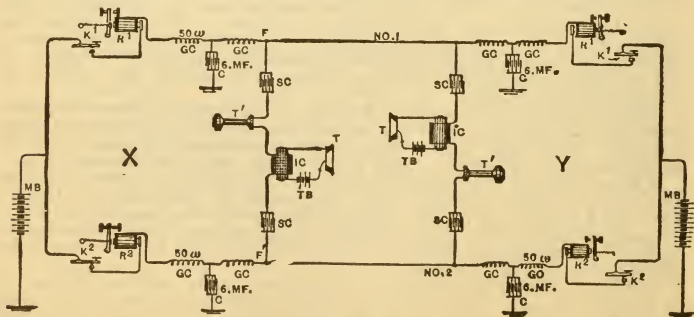 K¹ R¹ 50 ω GC GC F NO.1 GC GC R¹ K¹
C 6.MF. SC SC C 6.MF.
T'
X IC T T IC Y
TB TB T'
MB MB
SC SC
K² R³ 50 ω GC GC F' NO.2 GC 50 ω GO R² K²
C 6.MF. C 6.MF.